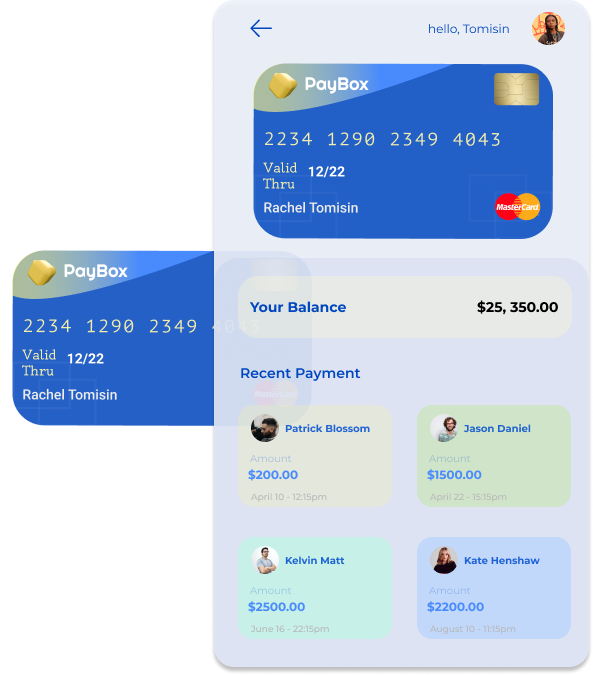 hello, Tomisin
PayBox
2234 1290 2349 4043
Valid
Thru
12/22
Rachel Tomisin
MasterCard
PayBox
2234 1290 2349 4043
Valid
Thru
12/22
Rachel Tomisin
Your Balance
$25, 350.00
Recent Payment
Patrick Blossom
Amount
$200.00
April 10 - 12:15pm
Jason Daniel
Amount
$1500.00
April 22 - 15:15pm
Kelvin Matt
Amount
$2500.00
June 16 - 22:15pm
Kate Henshaw
Amount
$2200.00
August 10 - 11:15pm